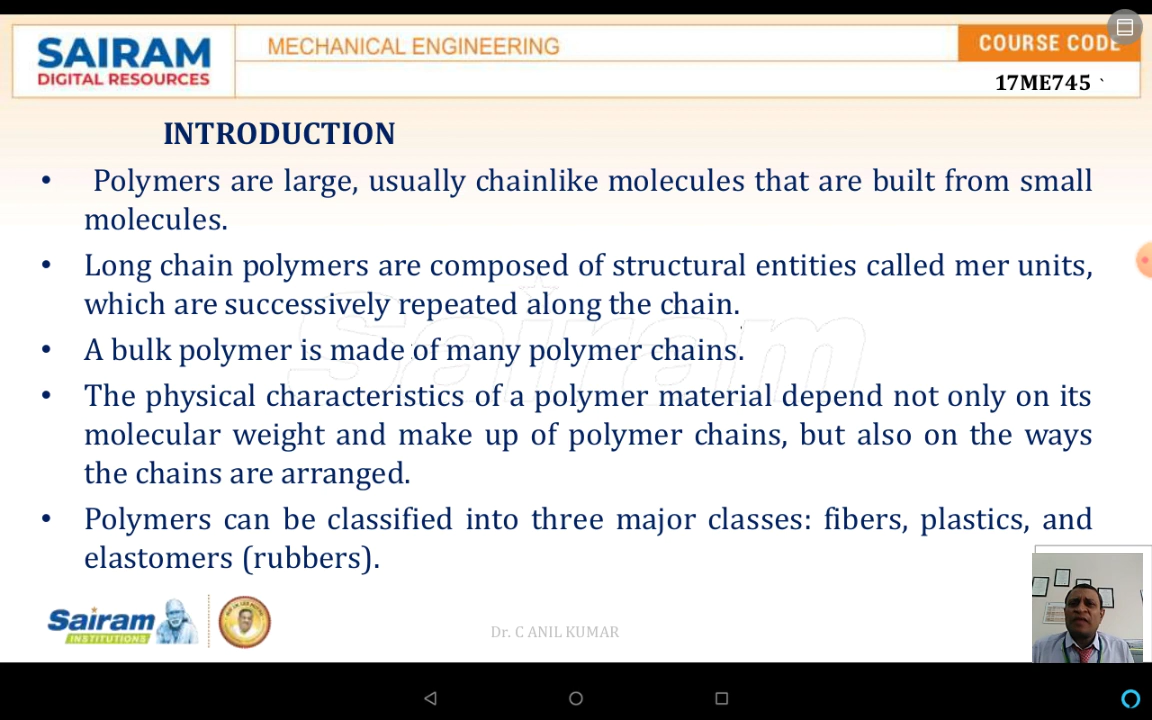 SAIRAM
DIGITAL RESOURCES
MECHANICAL ENGINEERING
COURSE CODE
17ME745 `
INTRODUCTION
• Polymers are large, usually chainlike molecules that are built from small
molecules.
• Long chain polymers are composed of structural entities called mer units,
which are successively repeated along the chain.
• A bulk polymer is made of many polymer chains.
• The physical characteristics of a polymer material depend not only on its
molecular weight and make up of polymer chains, but also on the ways
the chains are arranged.
• Polymers can be classified into three major classes: fibers, plastics, and
elastomers (rubbers).
Sairam
Sairam
INSTITUTIONS
Dr. C ANIL KUMAR